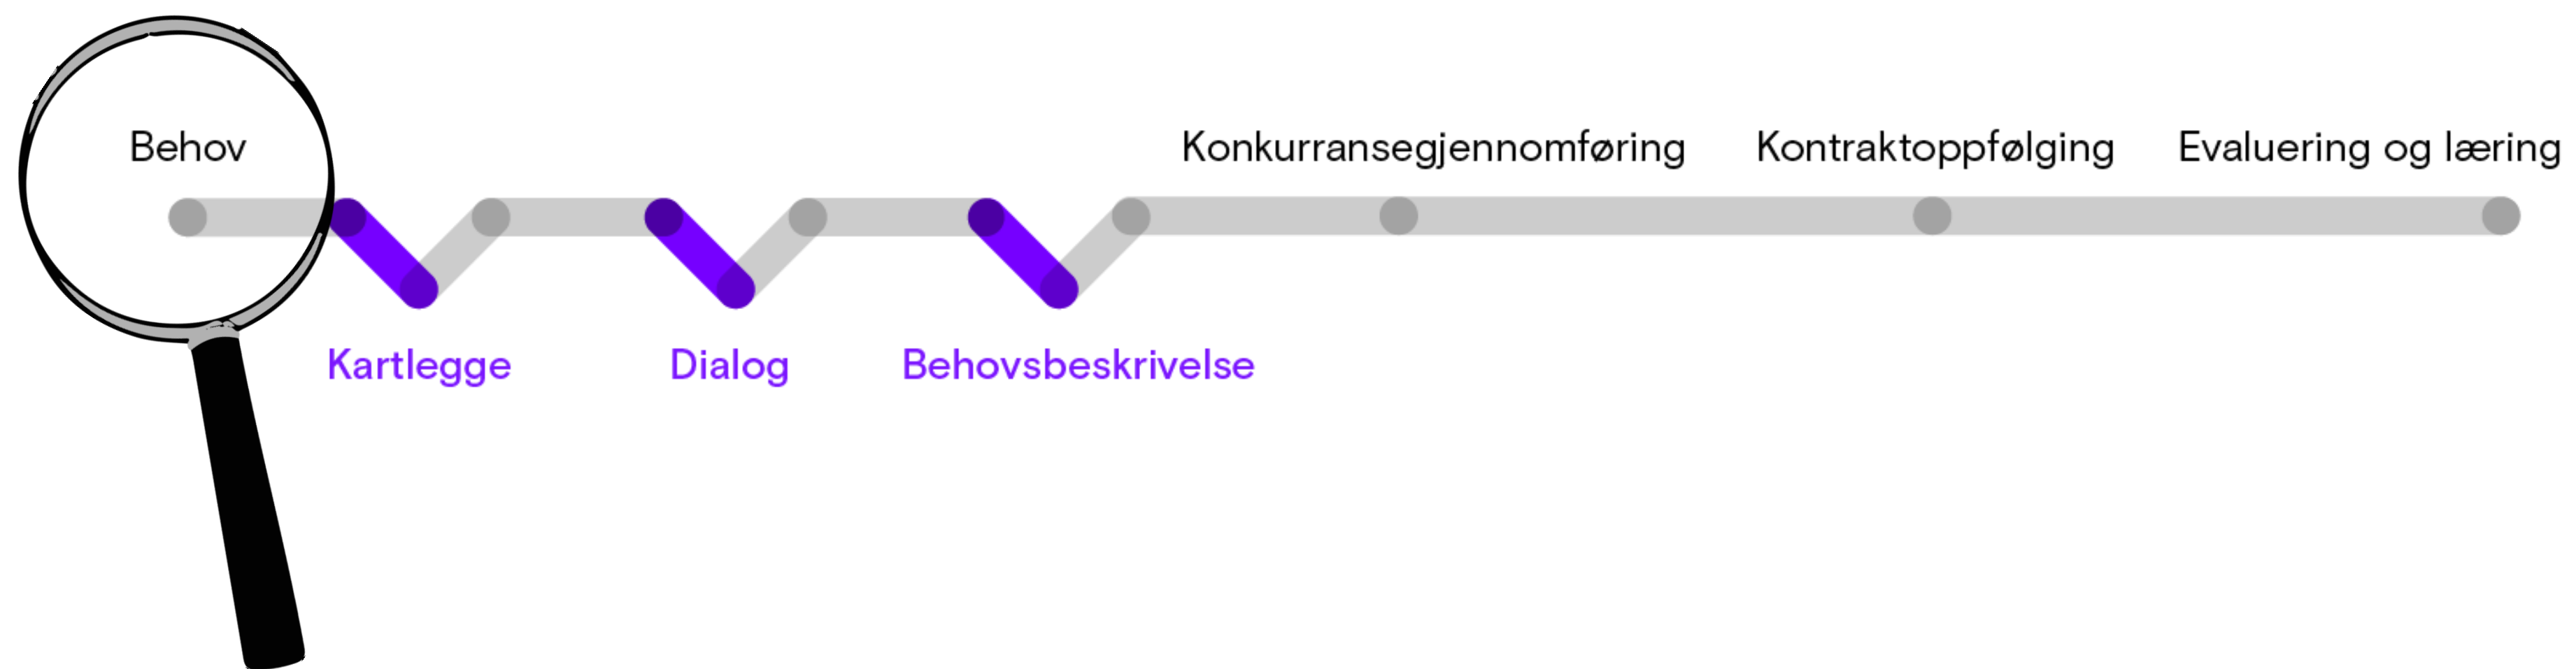 Behov
Konkurransegjennomføring
Kontraktoppfølging
Evaluering og læring
Kartlegge
Dialog
Behovsbeskrivelse